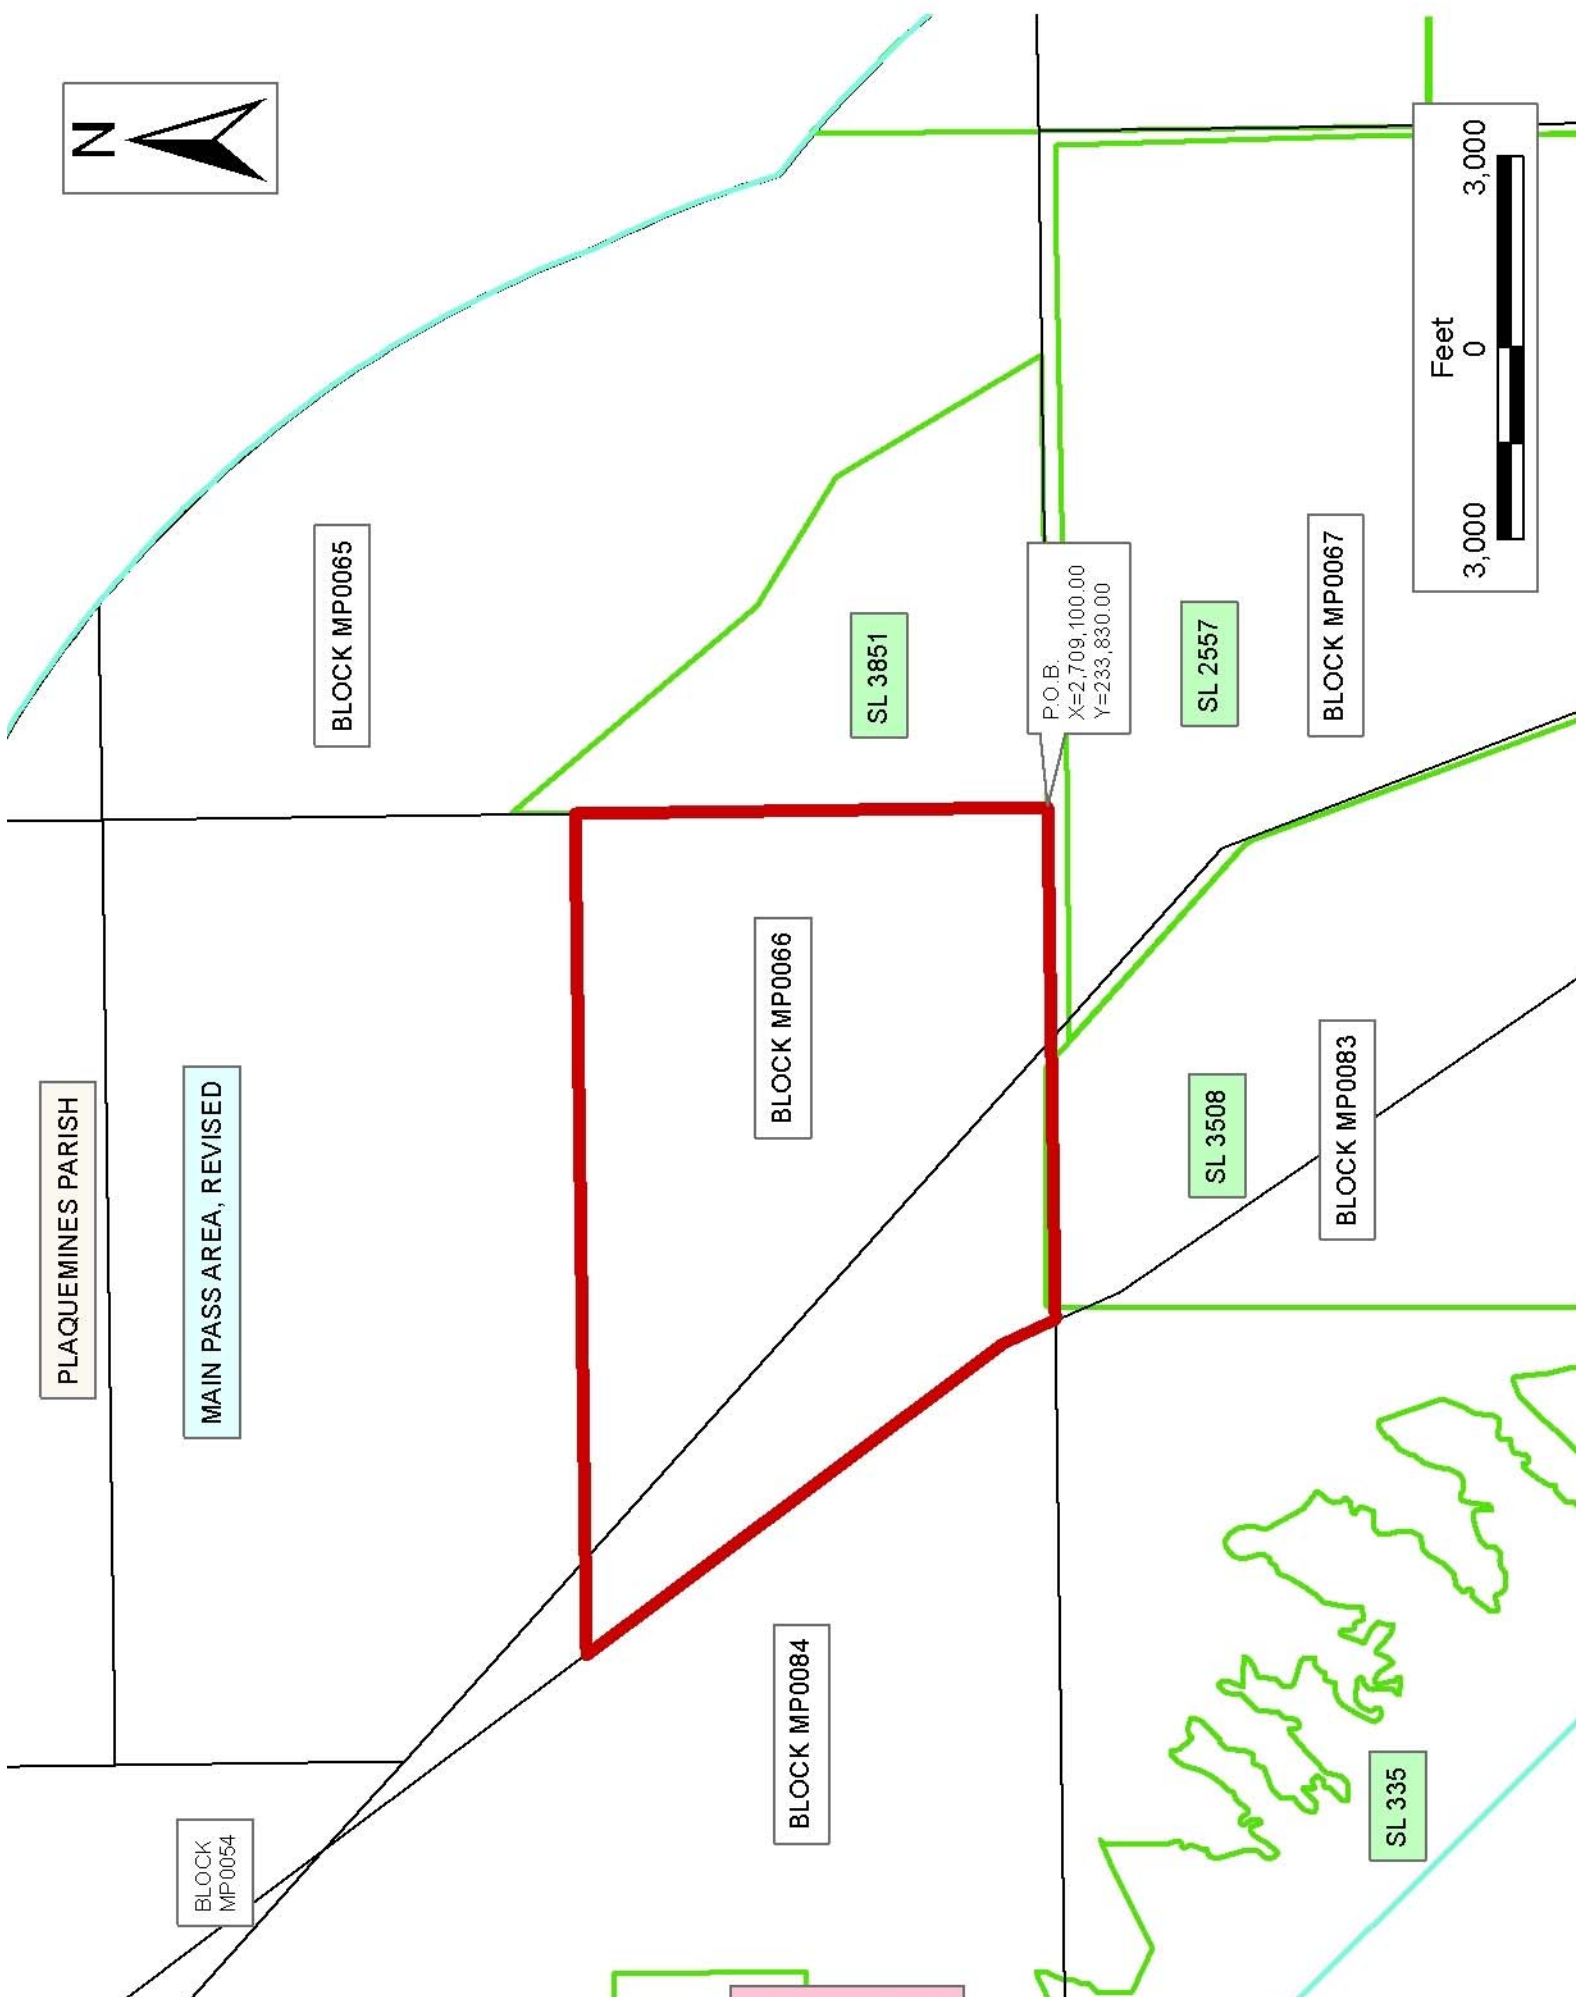 N
PLAQUEMINES PARISH
MAIN PASS AREA, REVISED
BLOCK
MP0054
BLOCK MP0065
BLOCK MP0066
BLOCK MP0084
SL 3851
P.O.B.
X=2,709,100.00
Y=233,830.00
SL 2557
BLOCK MP0067
SL 3508
BLOCK MP0083
SL 335
Feet
3,000
0
3,000